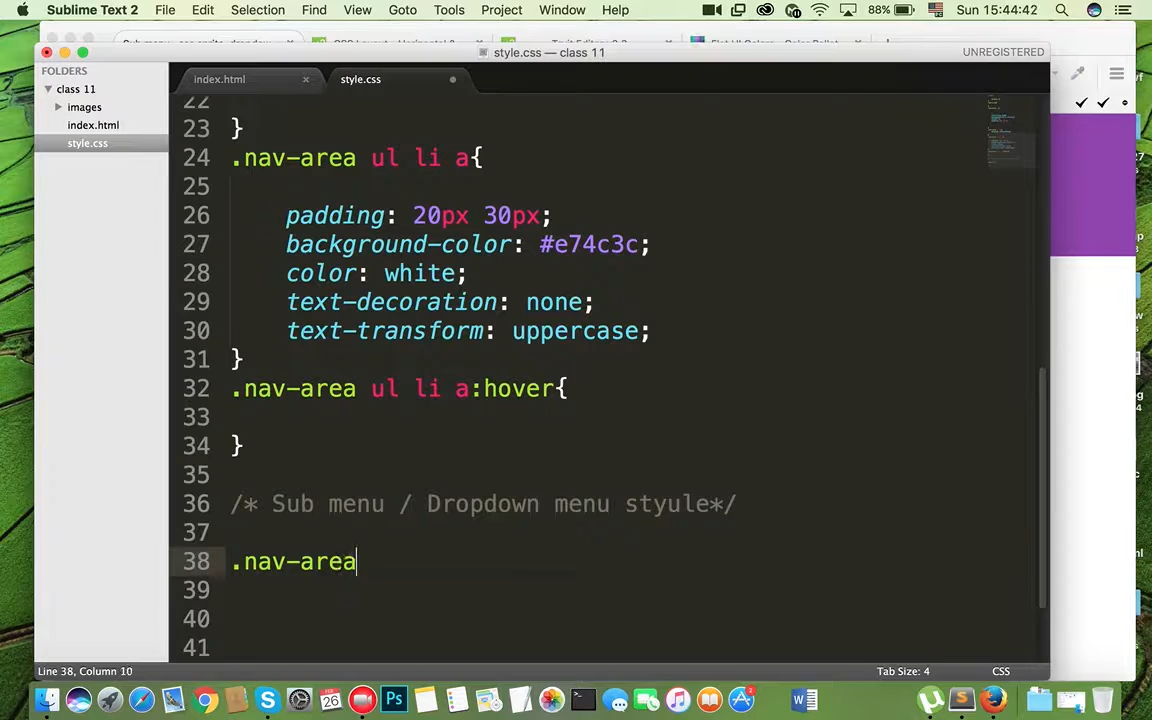 Sublime Text 2 File Edit Selection Find View Goto Tools Project Window Help 88% Sun 15:44:42
style.css — class 11 UNREGISTERED
FOLDERS
class 11
images
index.html
style.css
index.html × style.css
22
23 }
24 .nav-area ul li a{
25
26 padding: 20px 30px;
27 background-color: #e74c3c;
28 color: white;
29 text-decoration: none;
30 text-transform: uppercase;
31 }
32 .nav-area ul li a:hover{
33
34 }
35
36 /* Sub menu / Dropdown menu styule*/
37
38 .nav-area
39
40
41
Line 38, Column 10 Tab Size: 4 CSS